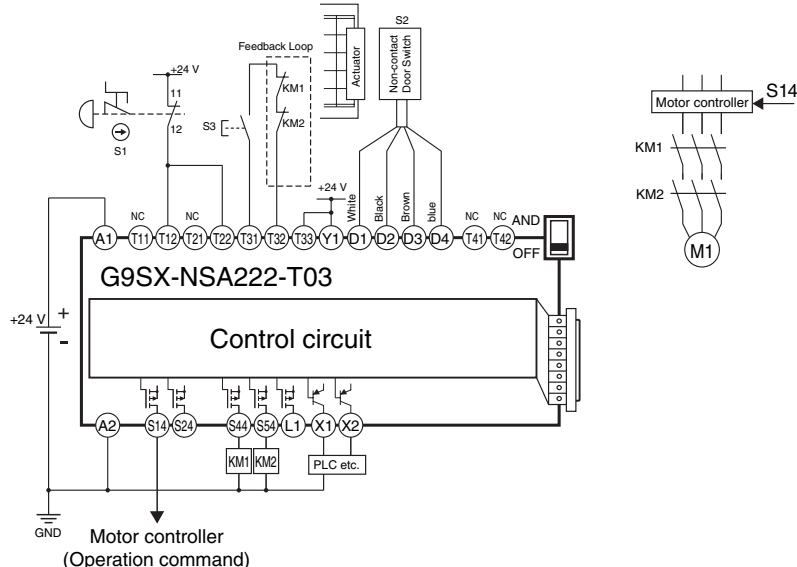 S2
Feedback Loop
Actuator
Non-contact
Door Switch
+24 V
11
12
S1
S3
KM1
KM2
+24 V
White
Black
Brown
blue
S14
Motor controller
KM1
KM2
M1
NC
NC
NC
NC
AND
OFF
A1
T11
T12
T21
T22
T31
T32
T33
Y1
D1
D2
D3
D4
T41
T42
G9SX-NSA222-T03
+24 V
+
-
Control circuit
A2
S14
S24
S44
S54
L1
X1
X2
KM1
KM2
PLC etc.
GND
Motor controller
(Operation command)